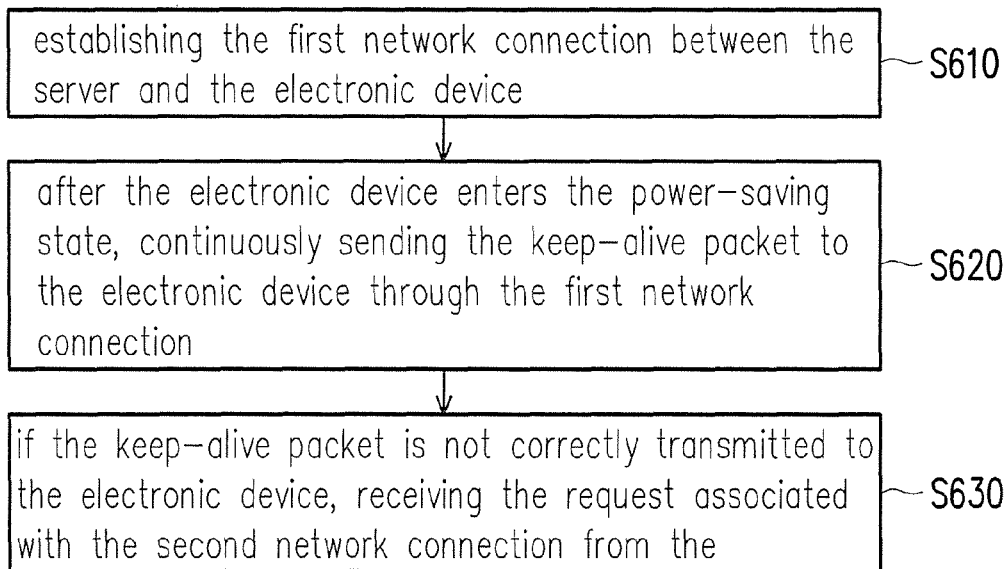 establishing the first network connection between the
server and the electronic device
S610
after the electronic device enters the power-saving
state, continuously sending the keep-alive packet to
the electronic device through the first network
connection
S620
if the keep-alive packet is not correctly transmitted to
the electronic device, receiving the request associated
with the second network connection from the
S630